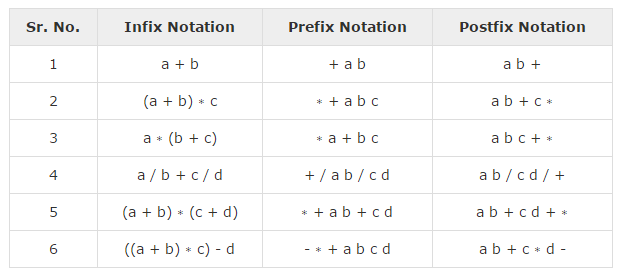 Sr. No. Infix Notation Prefix Notation Postfix Notation
1 a + b + a b a b +
2 (a + b) ∗ c ∗ + a b c a b + c ∗
3 a ∗ (b + c) ∗ a + b c a b c + ∗
4 a / b + c / d + / a b / c d a b / c d / +
5 (a + b) ∗ (c + d) ∗ + a b + c d a b + c d + ∗
6 ((a + b) ∗ c) - d - ∗ + a b c d a b + c ∗ d -